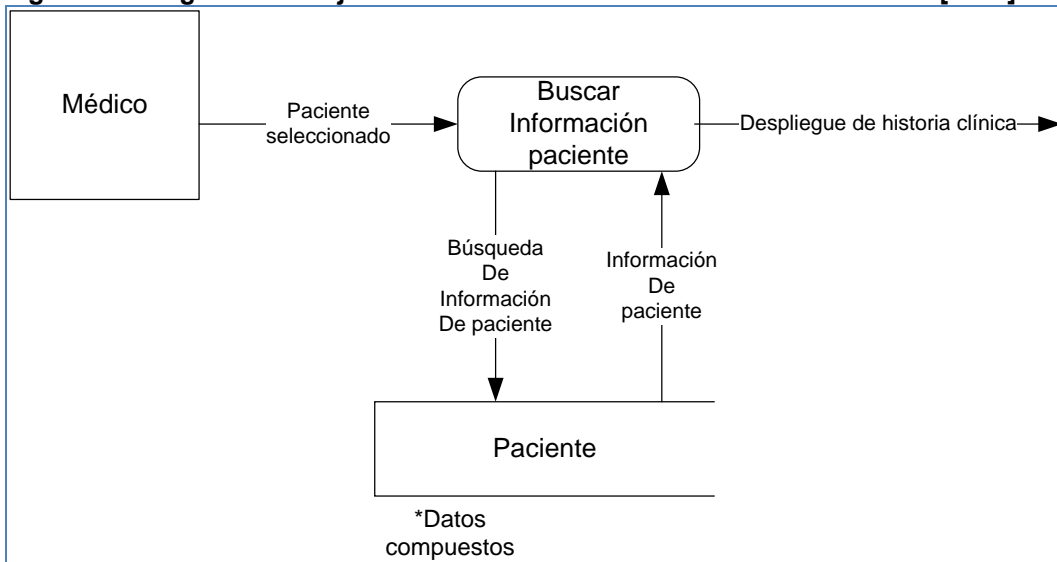 Médico
Paciente
seleccionado
Buscar
Información
paciente
Despliegue de historia clínica
Búsqueda
De
Información
De paciente
Información
De
paciente
Paciente
*Datos
compuestos